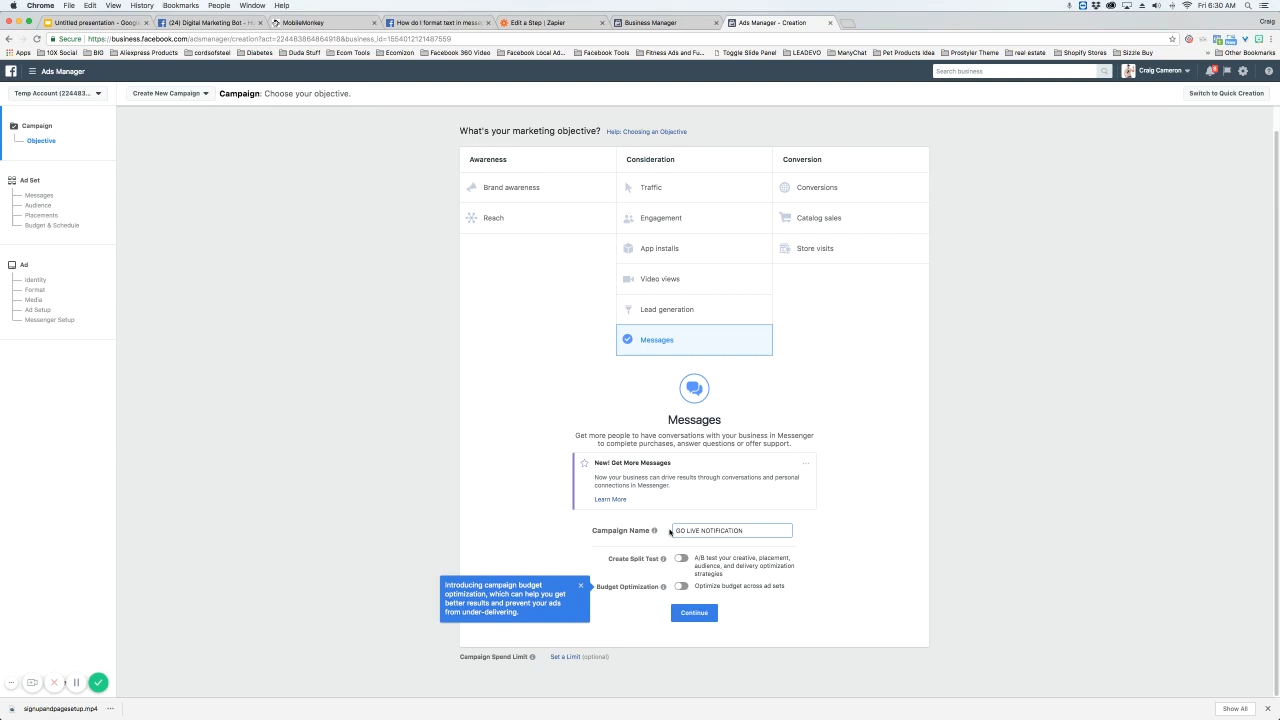 Chrome File Edit View History Bookmarks People Window Help
Fri 6:30 AM
Untitled presentation - Googl
(24) Digital Marketing Bot - H
MobileMonkey
How do I format text in messe
Edit a Step | Zapier
Business Manager
Ads Manager - Creation
Craig
Secure https://business.facebook.com/adsmanager/creation?act=224483864864918&business_id=1554012121487559
Apps 10X Social BIG Aliexpress Products cordsofsteel Diabetes Duda Stuff Ecom Tools Ecomizon Facebook 360 Video Facebook Local Ad... Facebook Tools Fitness Ads and Fu... Toggle Slide Panel LEADEVO ManyChat Pet Products Idea Prostyler Theme real estate Shopify Stores Sizzle Buy » Other Bookmarks
Ads Manager
Search business
Craig Cameron
Temp Account (224483...
Create New Campaign
Campaign: Choose your objective.
Switch to Quick Creation
Campaign
Objective
Ad Set
Messages
Audience
Placements
Budget & Schedule
Ad
Identity
Format
Media
Ad Setup
Messenger Setup
What's your marketing objective? Help: Choosing an Objective
Awareness
Consideration
Conversion
Brand awareness
Traffic
Conversions
Reach
Engagement
Catalog sales
App installs
Store visits
Video views
Lead generation
Messages
Messages
Get more people to have conversations with your business in Messenger
to complete purchases, answer questions or offer support.
New! Get More Messages
Now your business can drive results through conversations and personal
connections in Messenger.
Learn More
Campaign Name
GO LIVE NOTIFICATION
Create Split Test
A/B test your creative, placement,
audience, and delivery optimization
strategies
Introducing campaign budget
optimization, which can help you get
better results and prevent your ads
from under-delivering.
Budget Optimization
Optimize budget across ad sets
Continue
Campaign Spend Limit
Set a Limit (optional)
signupandpagesetup.mp4
Show All